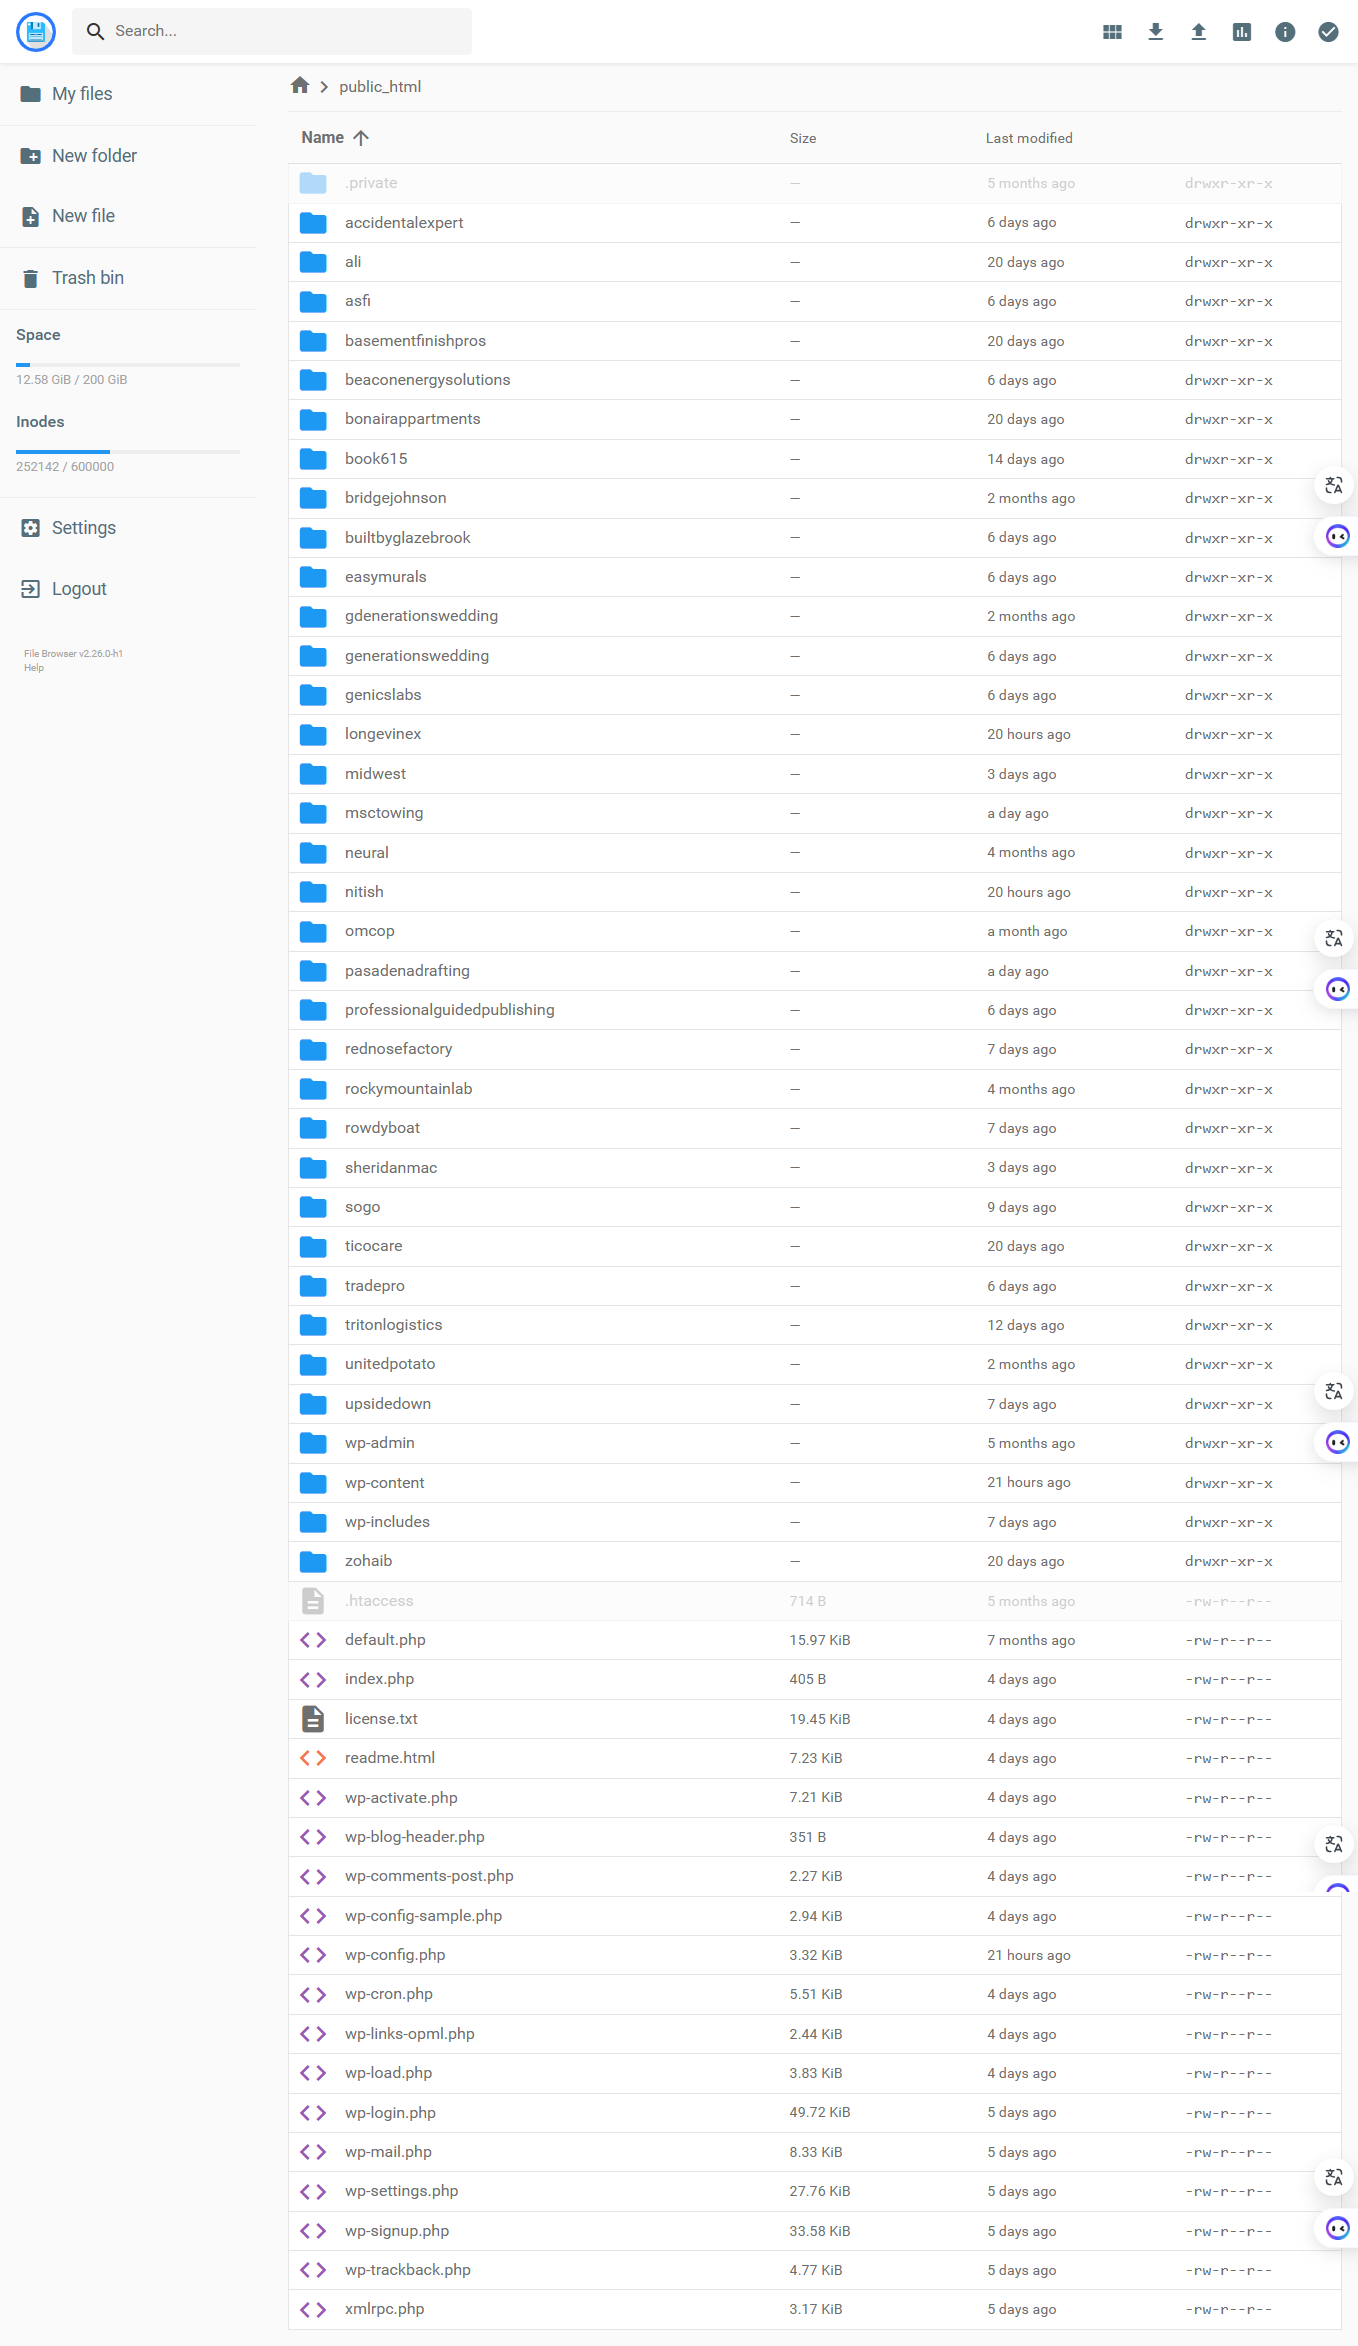 Search...
My files
New folder
New file
Trash bin
Space
12.58 GiB / 200 GiB
Inodes
252142 / 600000
Settings
Logout
File Browser v2.26.0-h1
Help
public_html
Name Size Last modified
.private — 5 months ago drwxr-xr-x
accidentalexpert — 6 days ago drwxr-xr-x
ali — 20 days ago drwxr-xr-x
asfi — 6 days ago drwxr-xr-x
basementfinishpros — 20 days ago drwxr-xr-x
beaconenergysolutions — 6 days ago drwxr-xr-x
bonairappartments — 20 days ago drwxr-xr-x
book615 — 14 days ago drwxr-xr-x
bridgejohnson — 2 months ago drwxr-xr-x
builtbyglazebrook — 6 days ago drwxr-xr-x
easymurals — 6 days ago drwxr-xr-x
gdenerationswedding — 2 months ago drwxr-xr-x
generationswedding — 6 days ago drwxr-xr-x
genicslabs — 6 days ago drwxr-xr-x
longevinex — 20 hours ago drwxr-xr-x
midwest — 3 days ago drwxr-xr-x
msctowing — a day ago drwxr-xr-x
neural — 4 months ago drwxr-xr-x
nitish — 20 hours ago drwxr-xr-x
omcop — a month ago drwxr-xr-x
pasadenadrafting — a day ago drwxr-xr-x
professionalguidedpublishing — 6 days ago drwxr-xr-x
rednosefactory — 7 days ago drwxr-xr-x
rockymountainlab — 4 months ago drwxr-xr-x
rowdyboat — 7 days ago drwxr-xr-x
sheridanmac — 3 days ago drwxr-xr-x
sogo — 9 days ago drwxr-xr-x
ticocare — 20 days ago drwxr-xr-x
tradepro — 6 days ago drwxr-xr-x
tritonlogistics — 12 days ago drwxr-xr-x
unitedpotato — 2 months ago drwxr-xr-x
upsidedown — 7 days ago drwxr-xr-x
wp-admin — 5 months ago drwxr-xr-x
wp-content — 21 hours ago drwxr-xr-x
wp-includes — 7 days ago drwxr-xr-x
zohaib — 20 days ago drwxr-xr-x
.htaccess 714 B 5 months ago -rw-r--r--
default.php 15.97 KiB 7 months ago -rw-r--r--
index.php 405 B 4 days ago -rw-r--r--
license.txt 19.45 KiB 4 days ago -rw-r--r--
readme.html 7.23 KiB 4 days ago -rw-r--r--
wp-activate.php 7.21 KiB 4 days ago -rw-r--r--
wp-blog-header.php 351 B 4 days ago -rw-r--r--
wp-comments-post.php 2.27 KiB 4 days ago -rw-r--r--
wp-config-sample.php 2.94 KiB 4 days ago -rw-r--r--
wp-config.php 3.32 KiB 21 hours ago -rw-r--r--
wp-cron.php 5.51 KiB 4 days ago -rw-r--r--
wp-links-opml.php 2.44 KiB 4 days ago -rw-r--r--
wp-load.php 3.83 KiB 4 days ago -rw-r--r--
wp-login.php 49.72 KiB 5 days ago -rw-r--r--
wp-mail.php 8.33 KiB 5 days ago -rw-r--r--
wp-settings.php 27.76 KiB 5 days ago -rw-r--r--
wp-signup.php 33.58 KiB 5 days ago -rw-r--r--
wp-trackback.php 4.77 KiB 5 days ago -rw-r--r--
xmlrpc.php 3.17 KiB 5 days ago -rw-r--r--